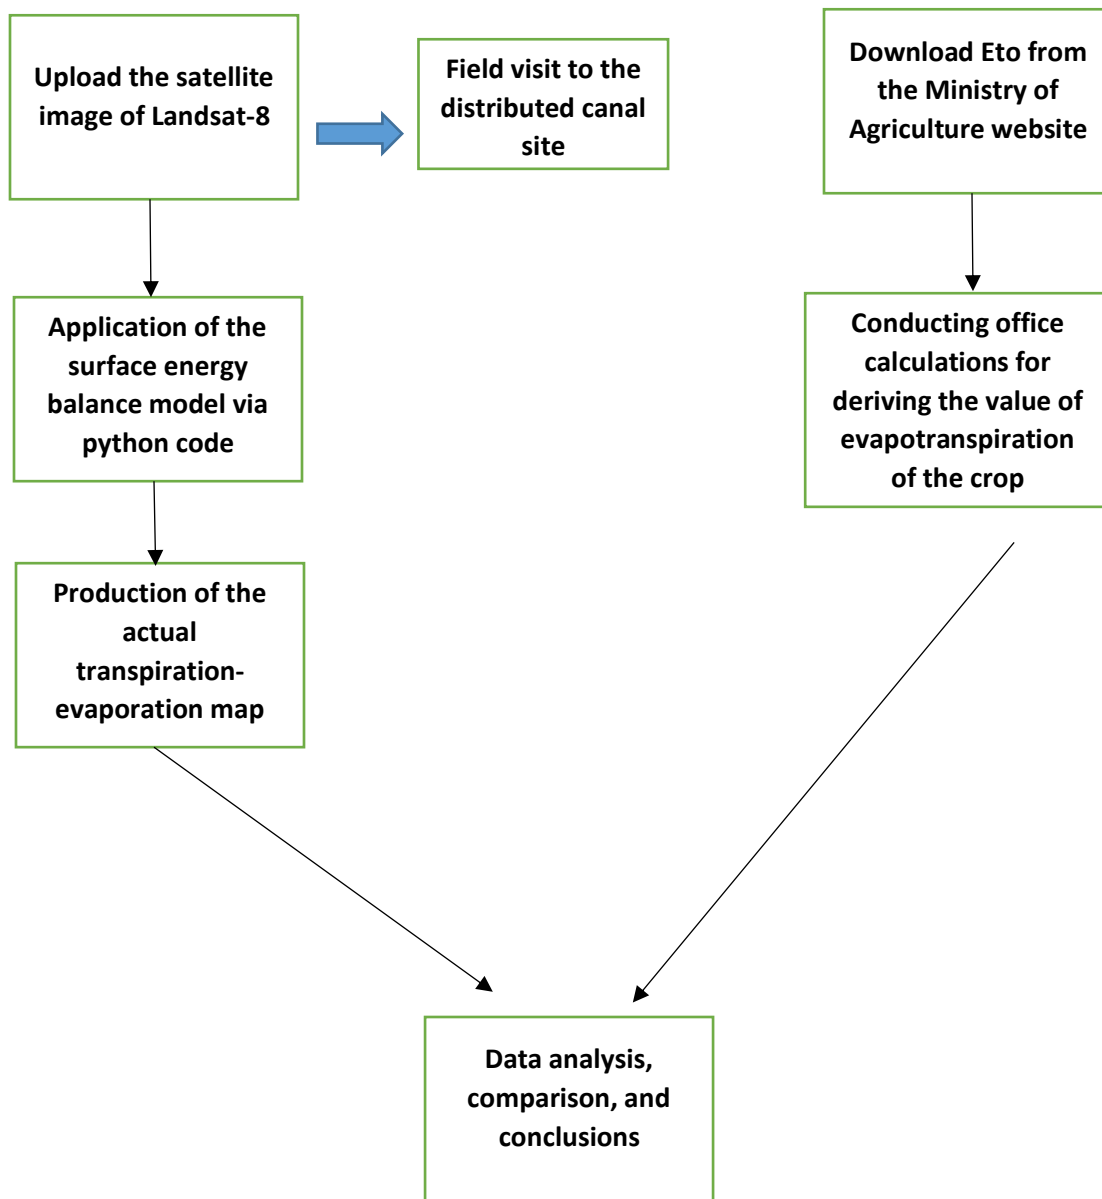 Upload the satellite
image of Landsat-8
Field visit to the
distributed canal
site
Download Eto from
the Ministry of
Agriculture website
Application of the
surface energy
balance model via
python code
Conducting office
calculations for
deriving the value of
evapotranspiration
of the crop
Production of the
actual
transpiration-
evaporation map
Data analysis,
comparison, and
conclusions